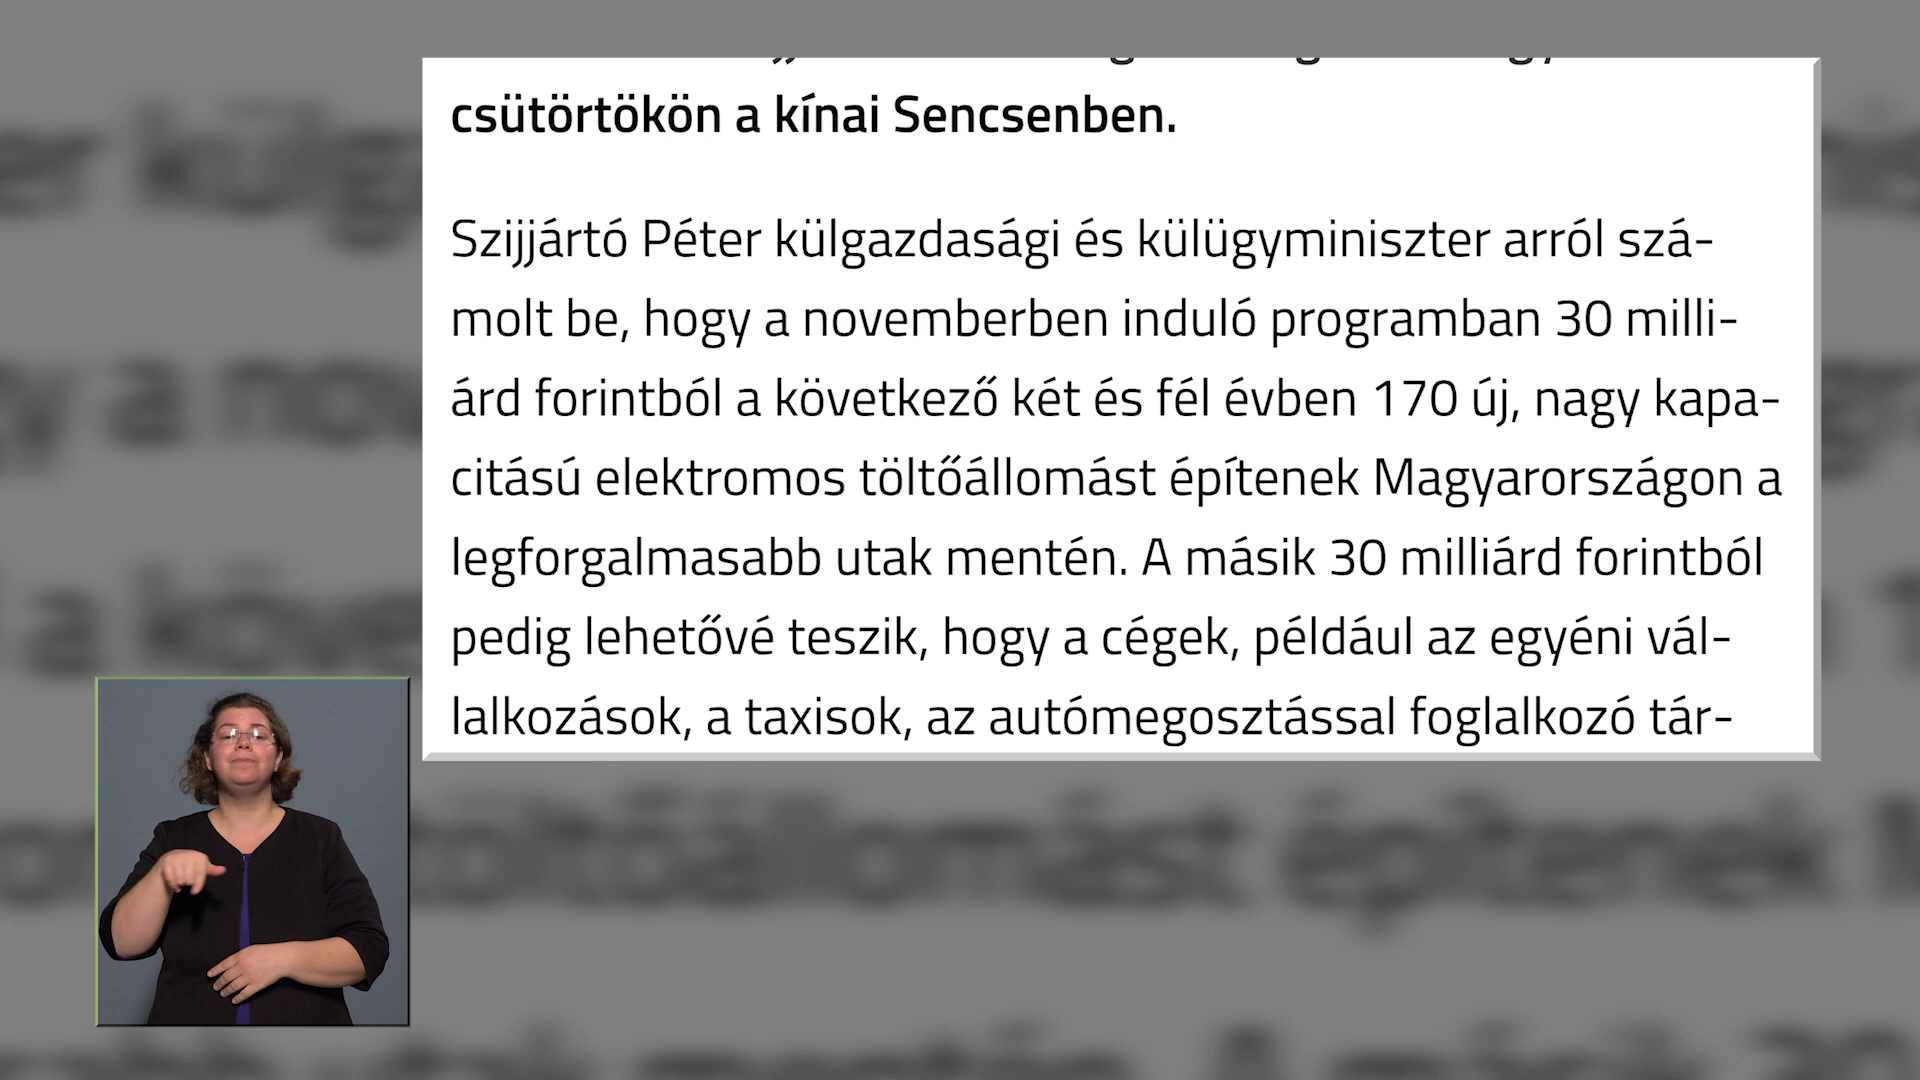 csütörtökön a kínai Sencsenben.
Szijjártó Péter külgazdasági és külügyminiszter arról szá-
molt be, hogy a novemberben induló programban 30 milli-
árd forintból a következő két és fél évben 170 új, nagy kapa-
citású elektromos töltőállomást építenek Magyarországon a
legforgalmasabb utak mentén. A másik 30 milliárd forintból
pedig lehetővé teszik, hogy a cégek, például az egyéni vál-
lalkozások, a taxisok, az autómegosztással foglalkozó tár-